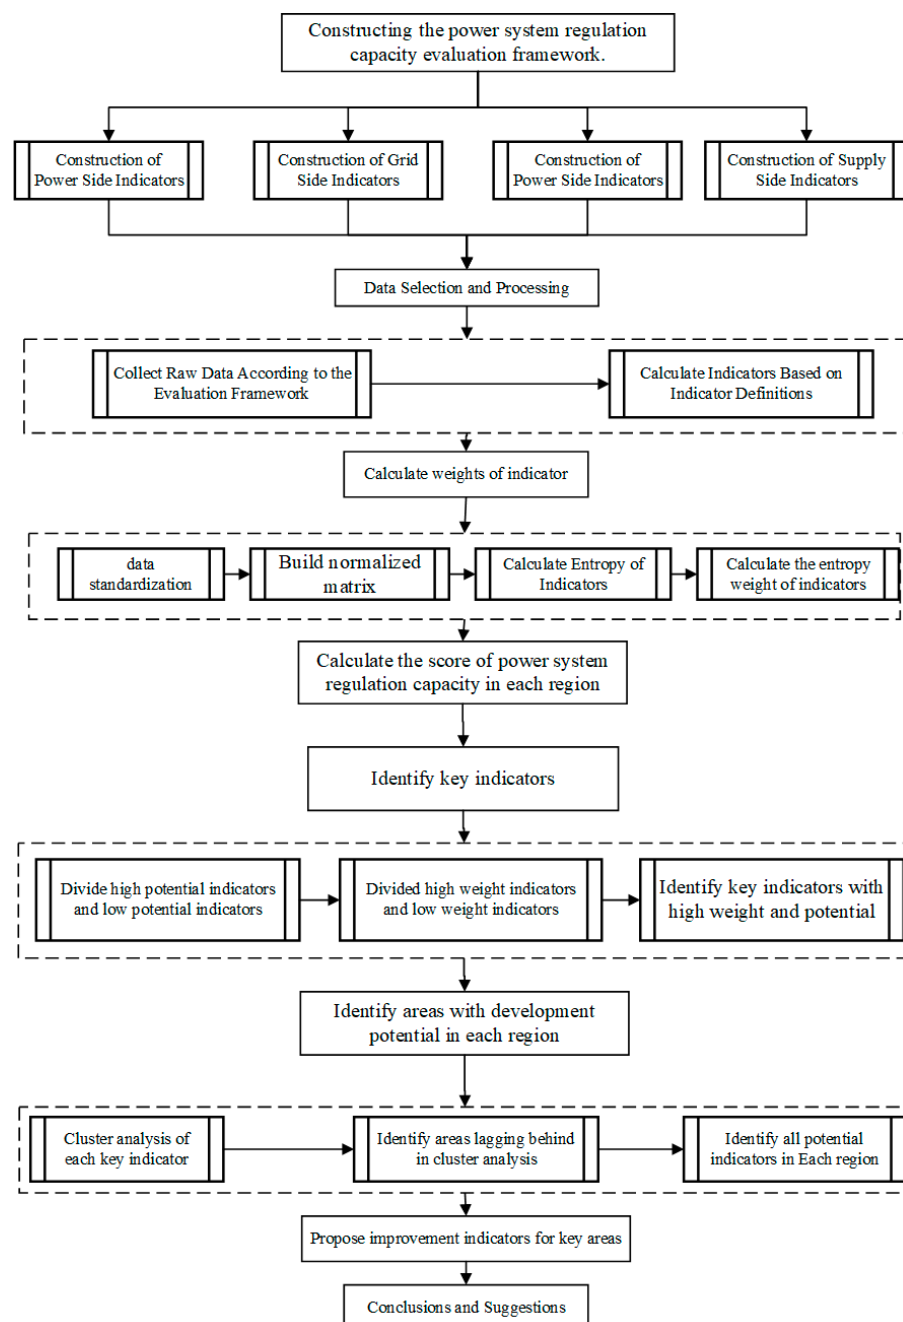 Constructing the power system regulation
capacity evaluation framework.
Construction of
Power Side Indicators
Construction of Grid
Side Indicators
Construction of
Power Side Indicators
Construction of Supply
Side Indicators
Data Selection and Processing
Collect Raw Data According to the
Evaluation Framework
Calculate Indicators Based on
Indicator Definitions
Calculate weights of indicator
data
standardization
Build normalized
matrix
Calculate Entropy of
Indicators
Calculate the entropy
weight of indicators
Calculate the score of power system
regulation capacity in each region
Identify key indicators
Divide high potential indicators
and low potential indicators
Divided high weight indicators
and low weight indicators
Identify key indicators with
high weight and potential
Identify areas with development
potential in each region
Cluster analysis of
each key indicator
Identify areas lagging behind
in cluster analysis
Identify all potential
indicators in Each region
Propose improvement indicators for key areas
Conclusions and Suggestions